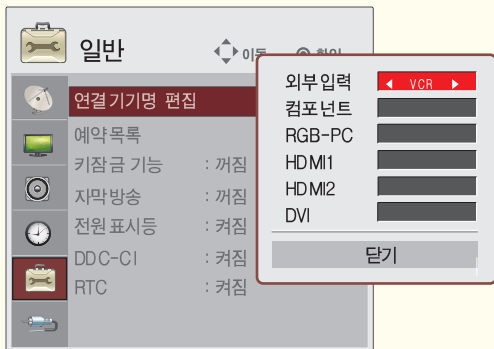 일반
이동
확인
연결기기명 편집
예약목록
키잠금 기능 : 꺼짐
자막방송 : 꺼짐
전원표시등 : 켜짐
DDC-CI : 켜짐
RTC : 켜짐
외부입력 ◀ VCR ▶
컴포넌트
RGB-PC
HDMI1
HDMI2
DVI
닫기